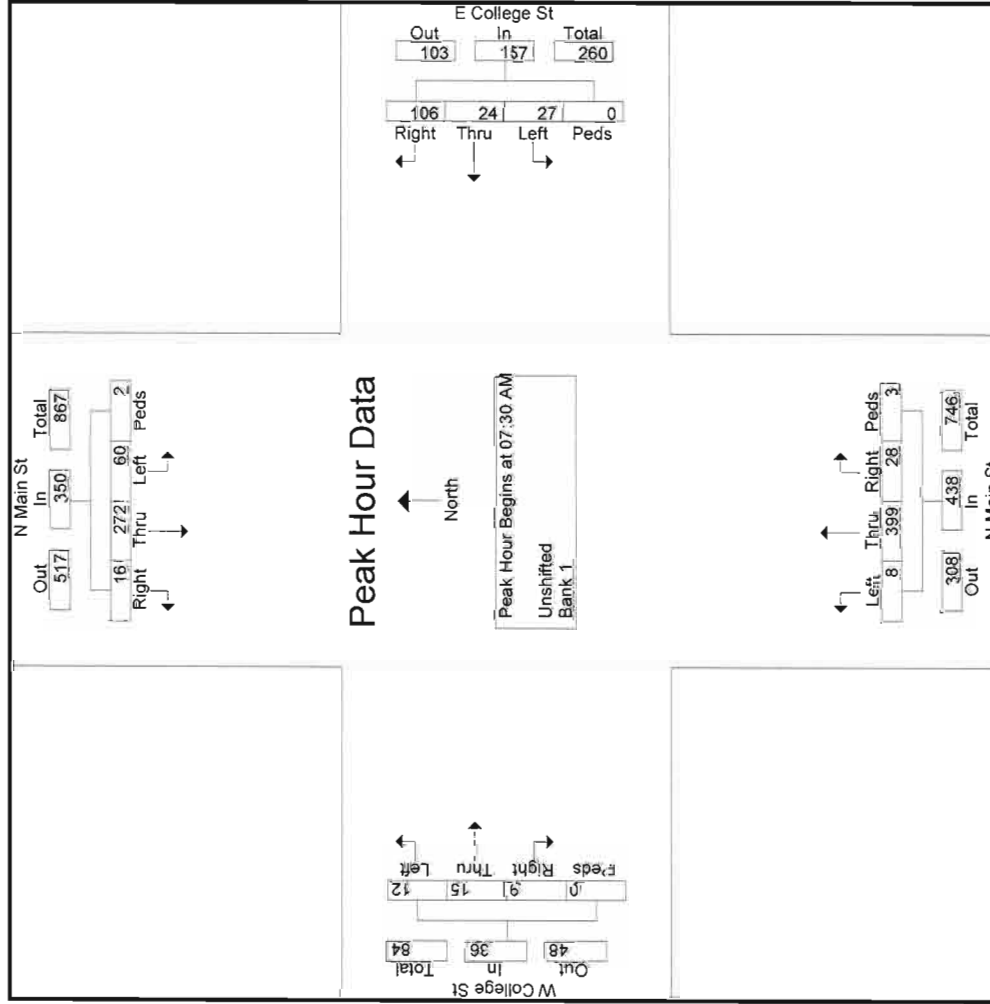 E College St
Out In Total
103 157 260
106 24 27 0
Right Thru Left Peds
N Main St
Out In Total
517 350 867
16 272 60 2
Right Thru Left Peds
Peak Hour Data
North
Peak Hour Begins at 07:30 AM
Unshifted
Bank 1
Left Thru Right Peds
8 399 28 3
308 438 746
Out In Total
N Main St
Left Thru Right Peds
12 15 9 0
84 36 48
Total In Out
W College St